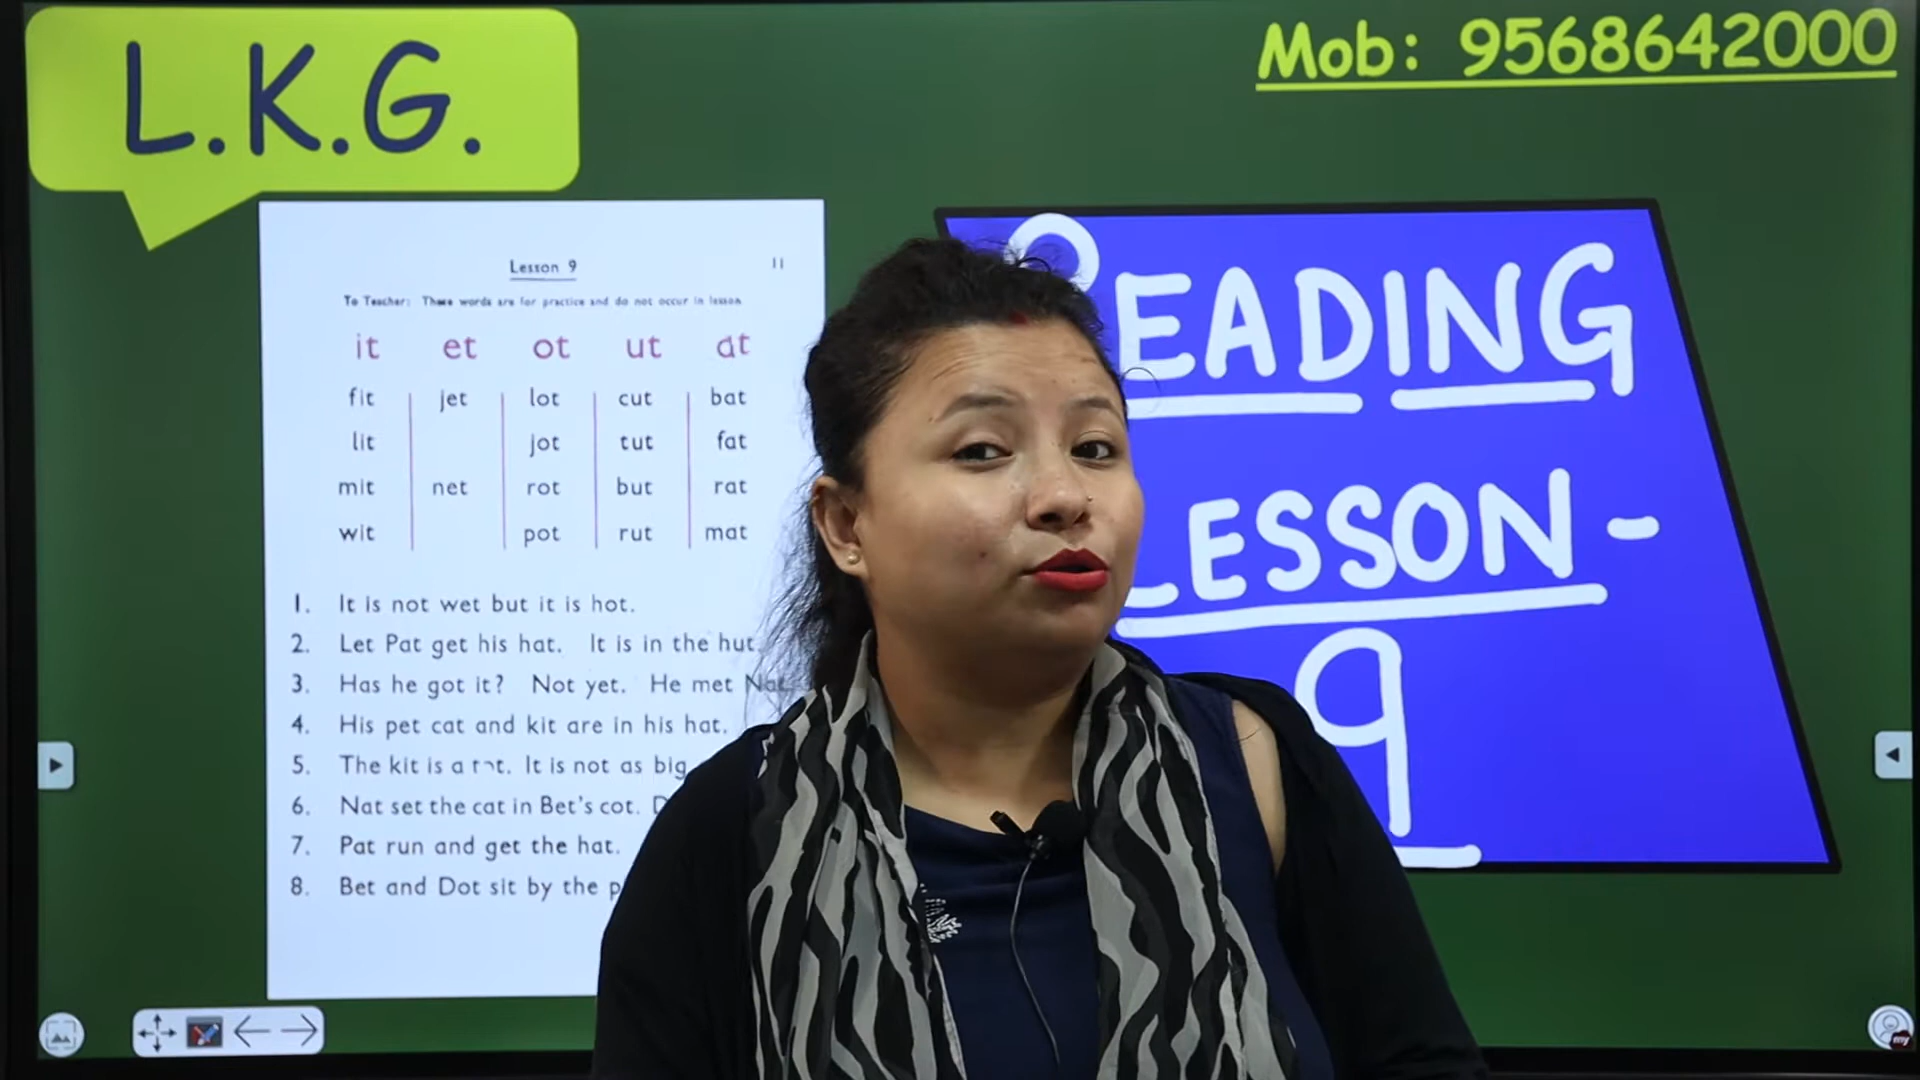 L.K.G.
Mob: 9568642000
Lesson 9
11
To Teacher: These words are for practice and do not occur in lesson
it et ot ut at
fit jet lot cut bat
lit jot tut fat
mit net rot but rat
wit pot rut mat
1. It is not wet but it is hot.
2. Let Pat get his hat. It is in the hut.
3. Has he got it? Not yet. He met Nat
4. His pet cat and kit are in his hat.
5. The kit is a It is not as big
6. Nat set the cat in Bet's cot.
7. Pat run and get the hat.
8. Bet and Dot sit by the
READING
LESSON -
9